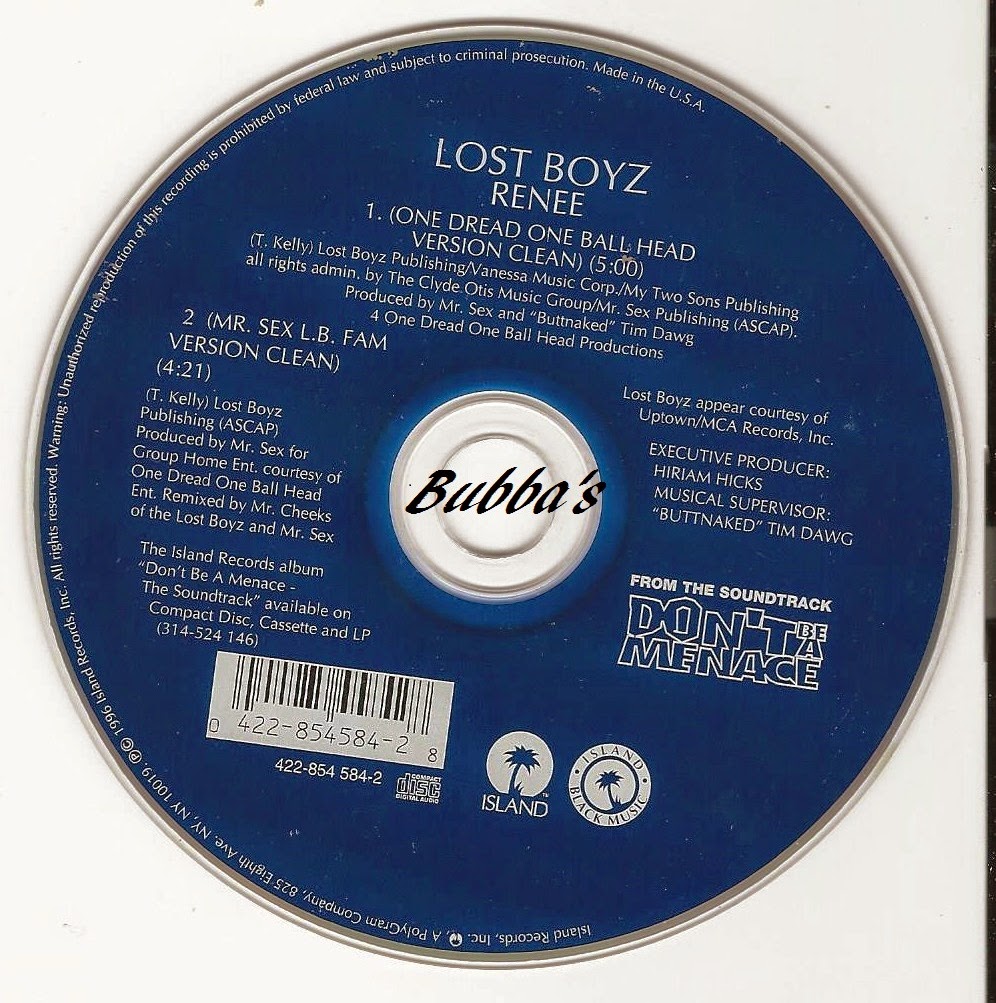 LOST BOYZ
RENEE
1. (ONE DREAD ONE BALL HEAD
VERSION CLEAN) (5:00)
(T. Kelly) Lost Boyz Publishing/Vanessa Music Corp./My Two Sons Publishing
all rights admin. by The Clyde Otis Music Group/Mr. Sex Publishing (ASCAP).
Produced by Mr. Sex and "Buttnaked" Tim Dawg
4 One Dread One Ball Head Productions
2 (MR. SEX L.B. FAM
VERSION CLEAN)
(4:21)
(T. Kelly) Lost Boyz
Publishing (ASCAP)
Produced by Mr. Sex for
Group Home Ent. courtesy of
One Dread One Ball Head
Ent. Remixed by Mr. Cheeks
of the Lost Boyz and Mr. Sex
The Island Records album
"Don't Be A Menace -
The Soundtrack" available on
Compact Disc, Cassette and LP
(314-524 146)
Bubba's
Lost Boyz appear courtesy of
Uptown/MCA Records, Inc.
EXECUTIVE PRODUCER:
HIRIAM HICKS
MUSICAL SUPERVISOR:
"BUTTNAKED" TIM DAWG
FROM THE SOUNDTRACK
DON'T BE A
MENACE
0 422-854584-2 8
422-854 584-2
COMPACT
disc
DIGITAL AUDIO
ISLAND
TM
ISLAND
BLACK MUSIC
Island Records, Inc., A PolyGram Company, 825 Eighth Ave. NY, NY 10019. ℗© 1996 Island Records, Inc. All rights reserved. Warning: Unauthorized reproduction of this recording is prohibited by federal law and subject to criminal prosecution. Made in the U.S.A.